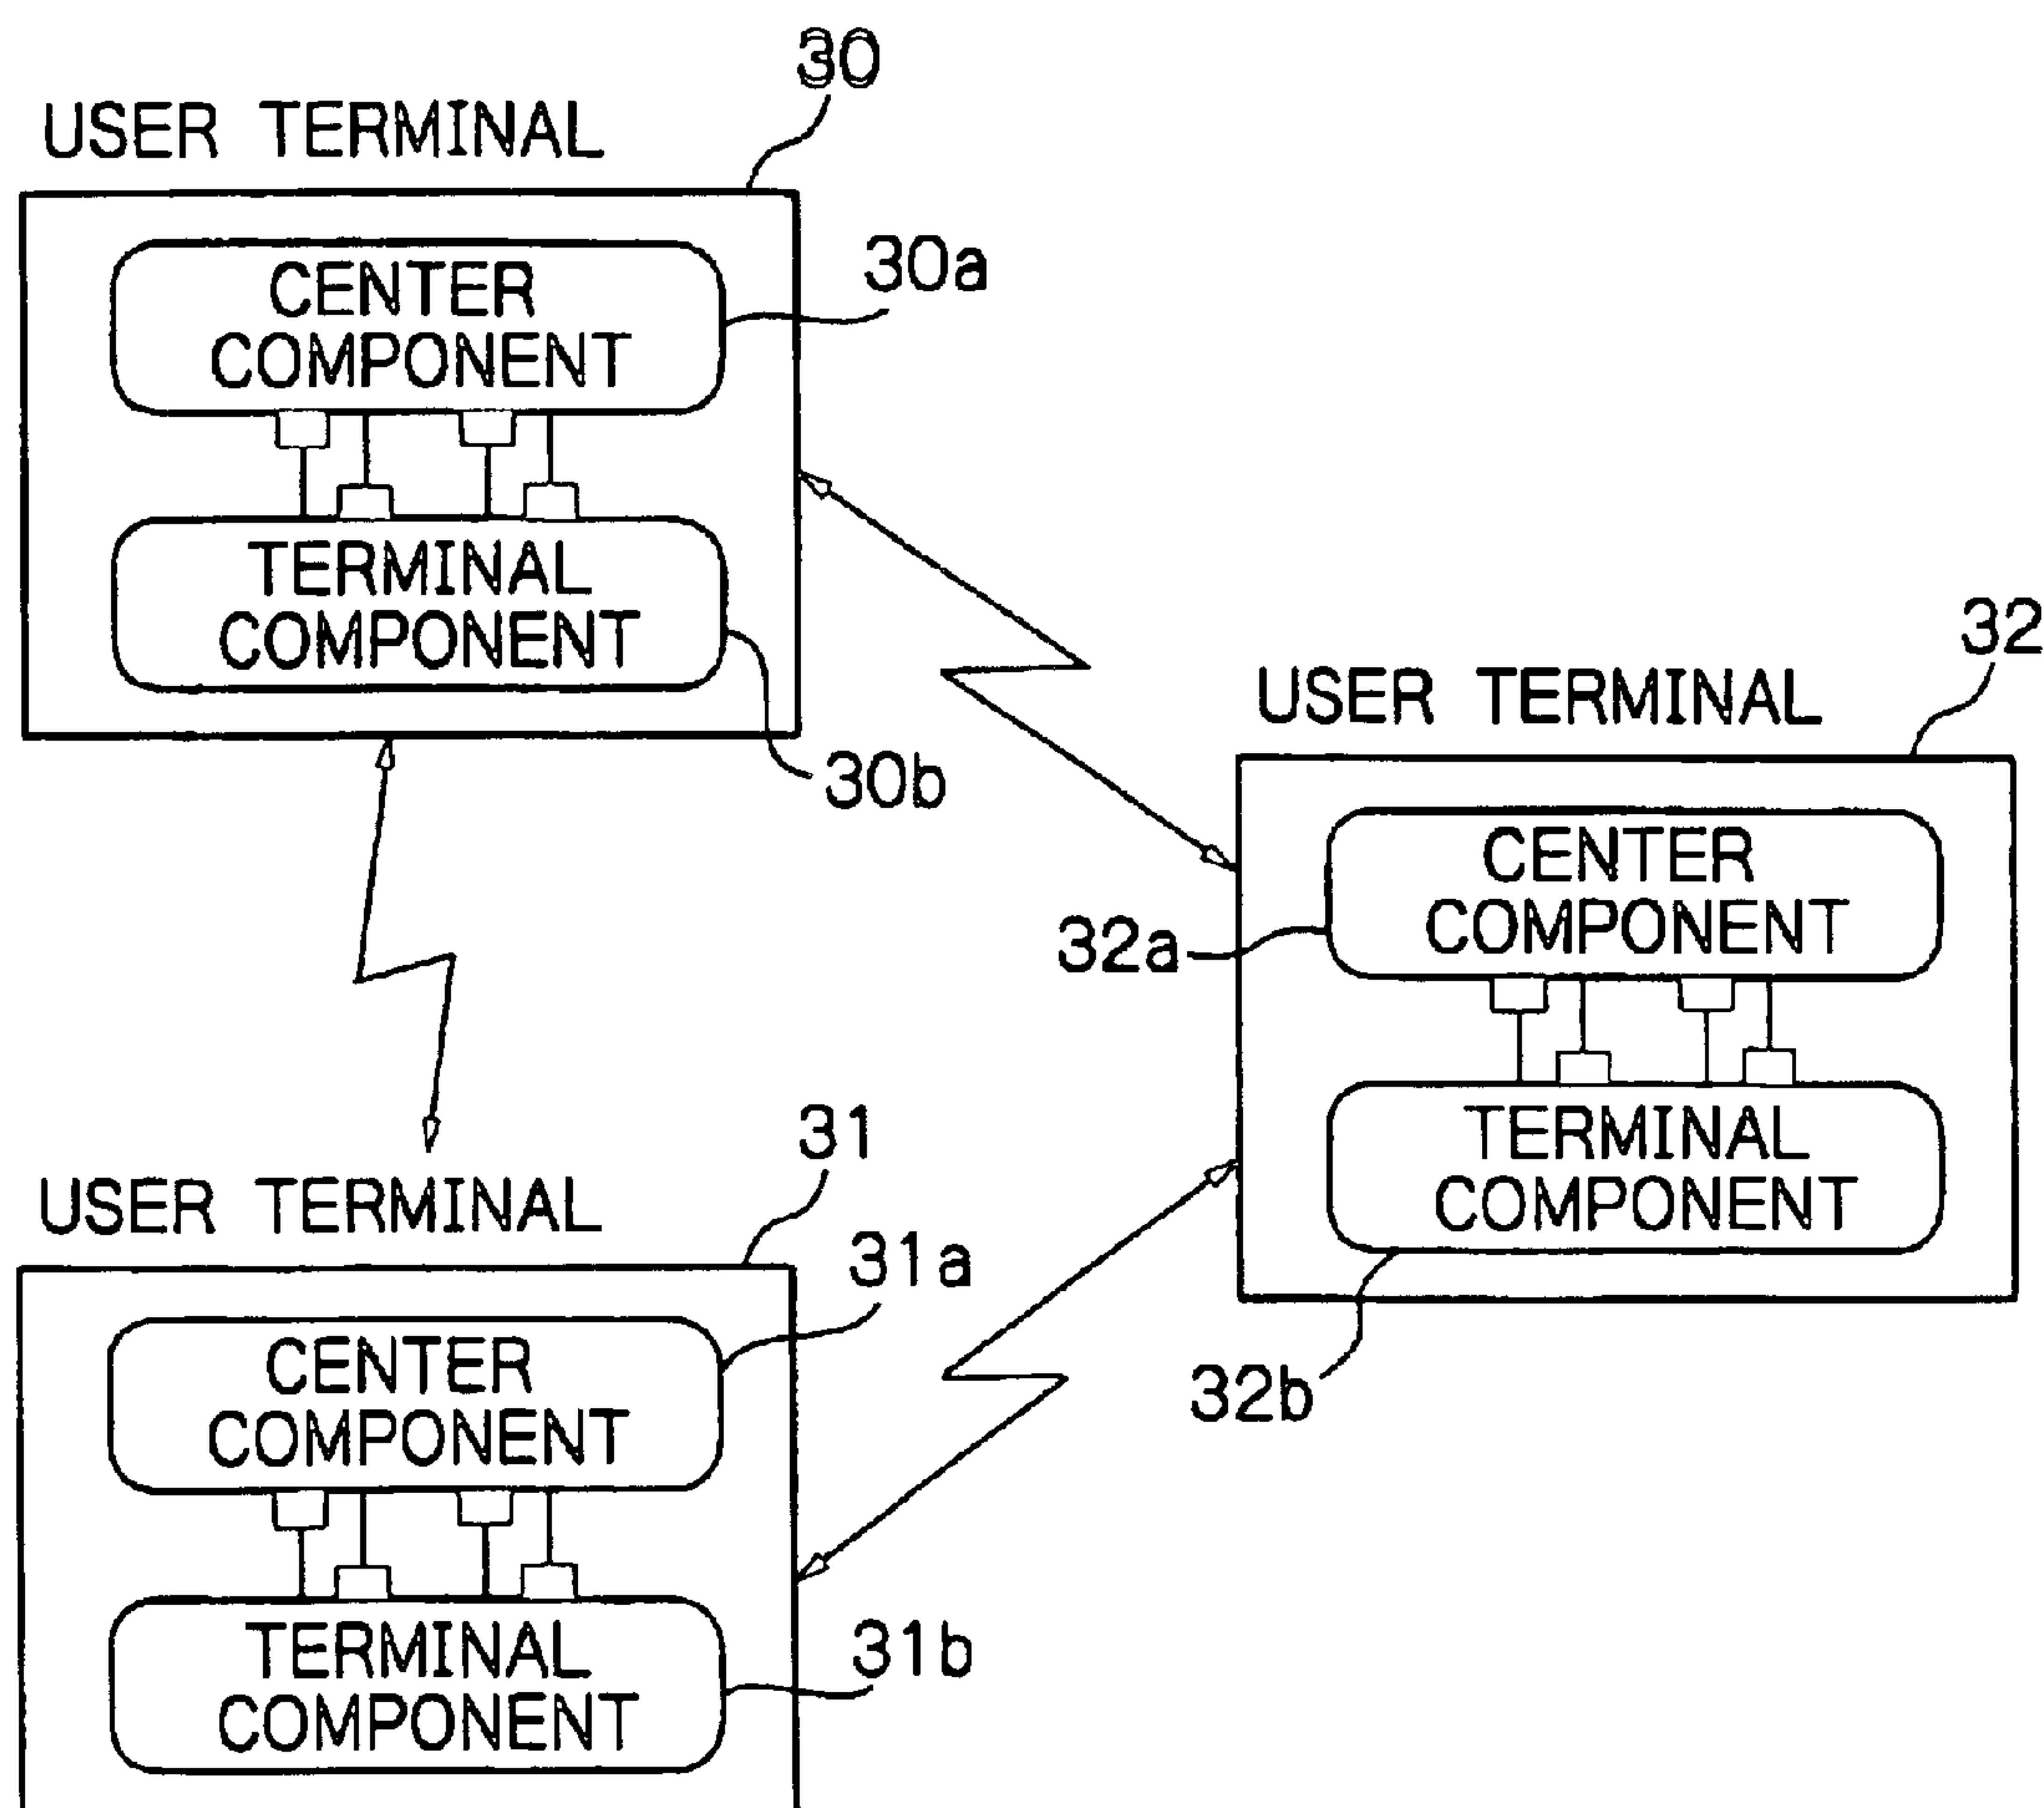 30
USER TERMINAL
CENTER
COMPONENT
30a
TERMINAL
COMPONENT
30b
32
USER TERMINAL
CENTER
COMPONENT
32a
TERMINAL
COMPONENT
32b
31
USER TERMINAL
31a
CENTER
COMPONENT
TERMINAL
COMPONENT
31b